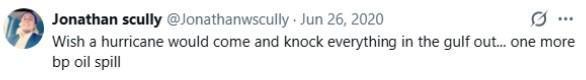 Jonathan scully @Jonathanwscully · Jun 26, 2020
Wish a hurricane would come and knock everything in the gulf out... one more
bp oil spill